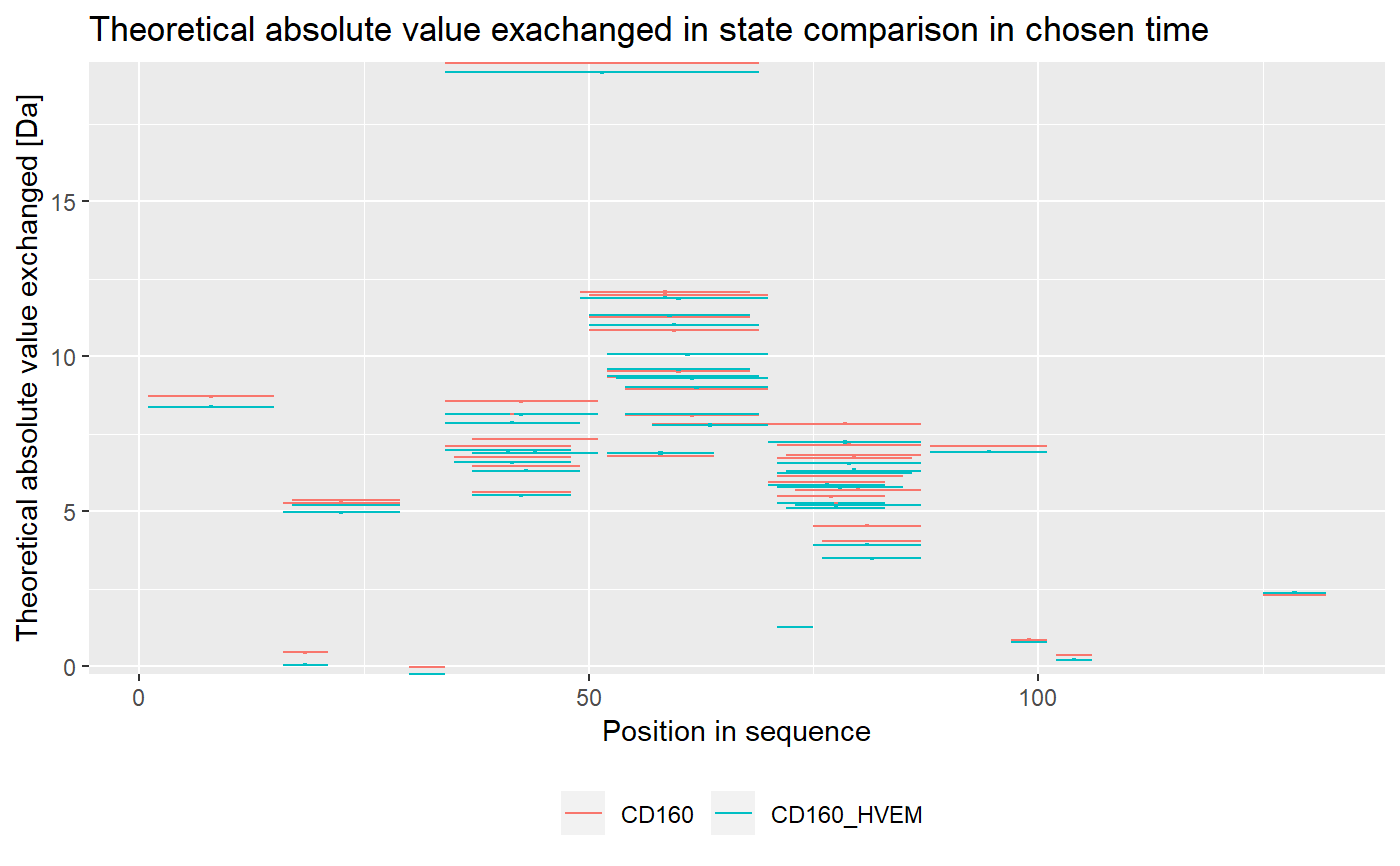 Theoretical absolute value exachanged in state comparison in chosen time
Theoretical absolute value exchanged [Da]
15
10
5
0
0 50 100
Position in sequence
CD160 CD160_HVEM